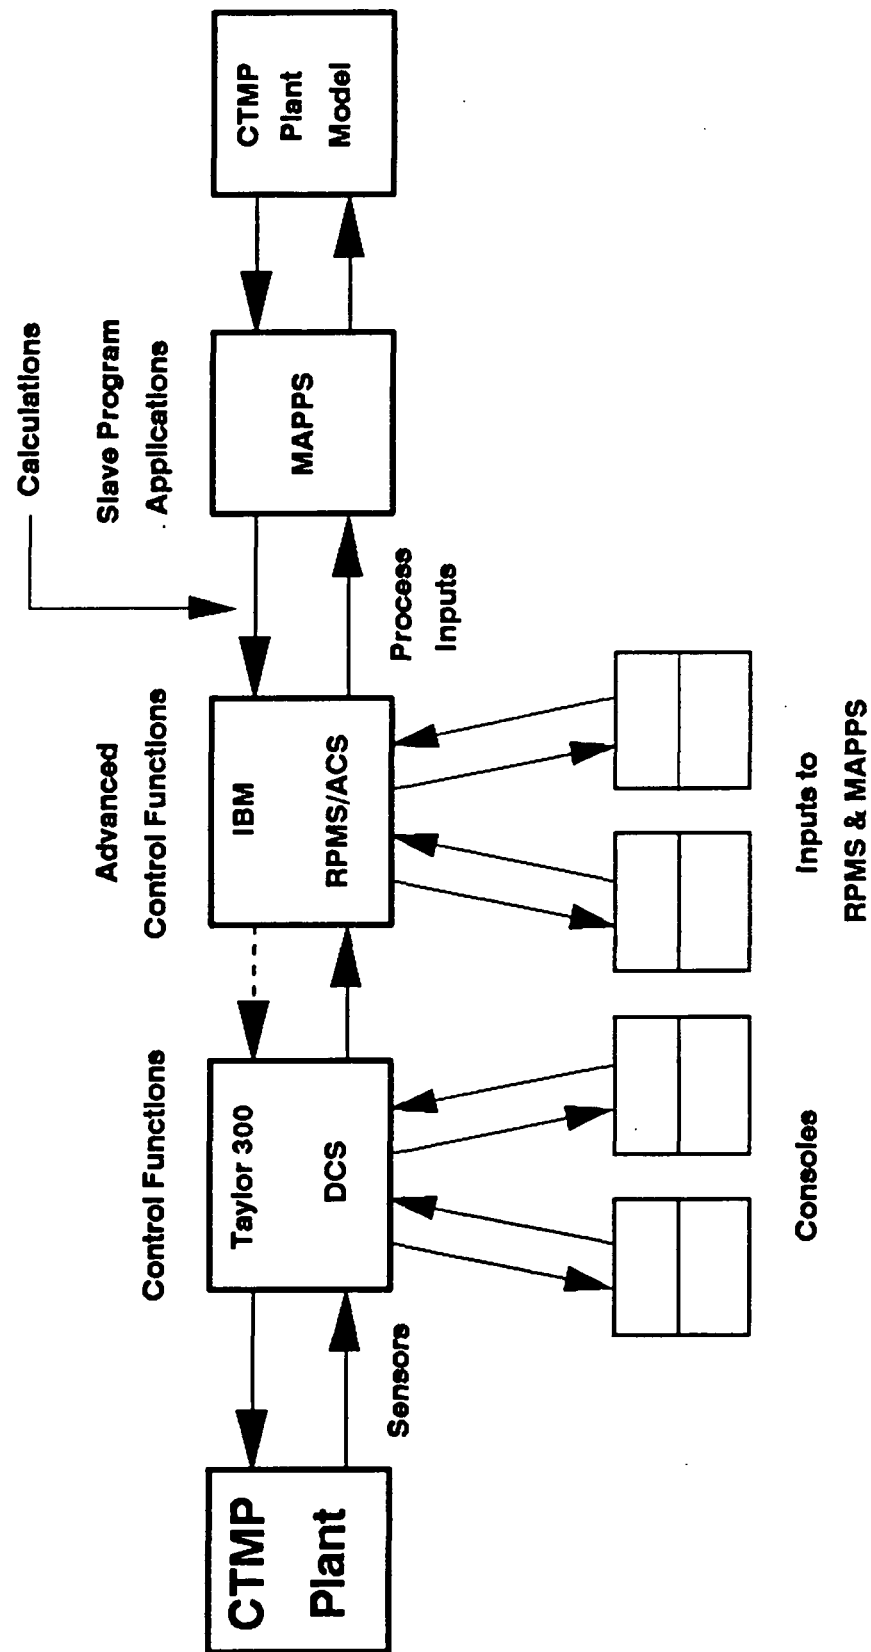 Calculations
Slave Program
Applications
Advanced
Control Functions
Control Functions
CTMP
Plant
Sensors
Taylor 300
DCS
IBM
RPMS/ACS
Process
Inputs
MAPPS
CTMP
Plant
Model
Consoles
Inputs to
RPMS & MAPPS